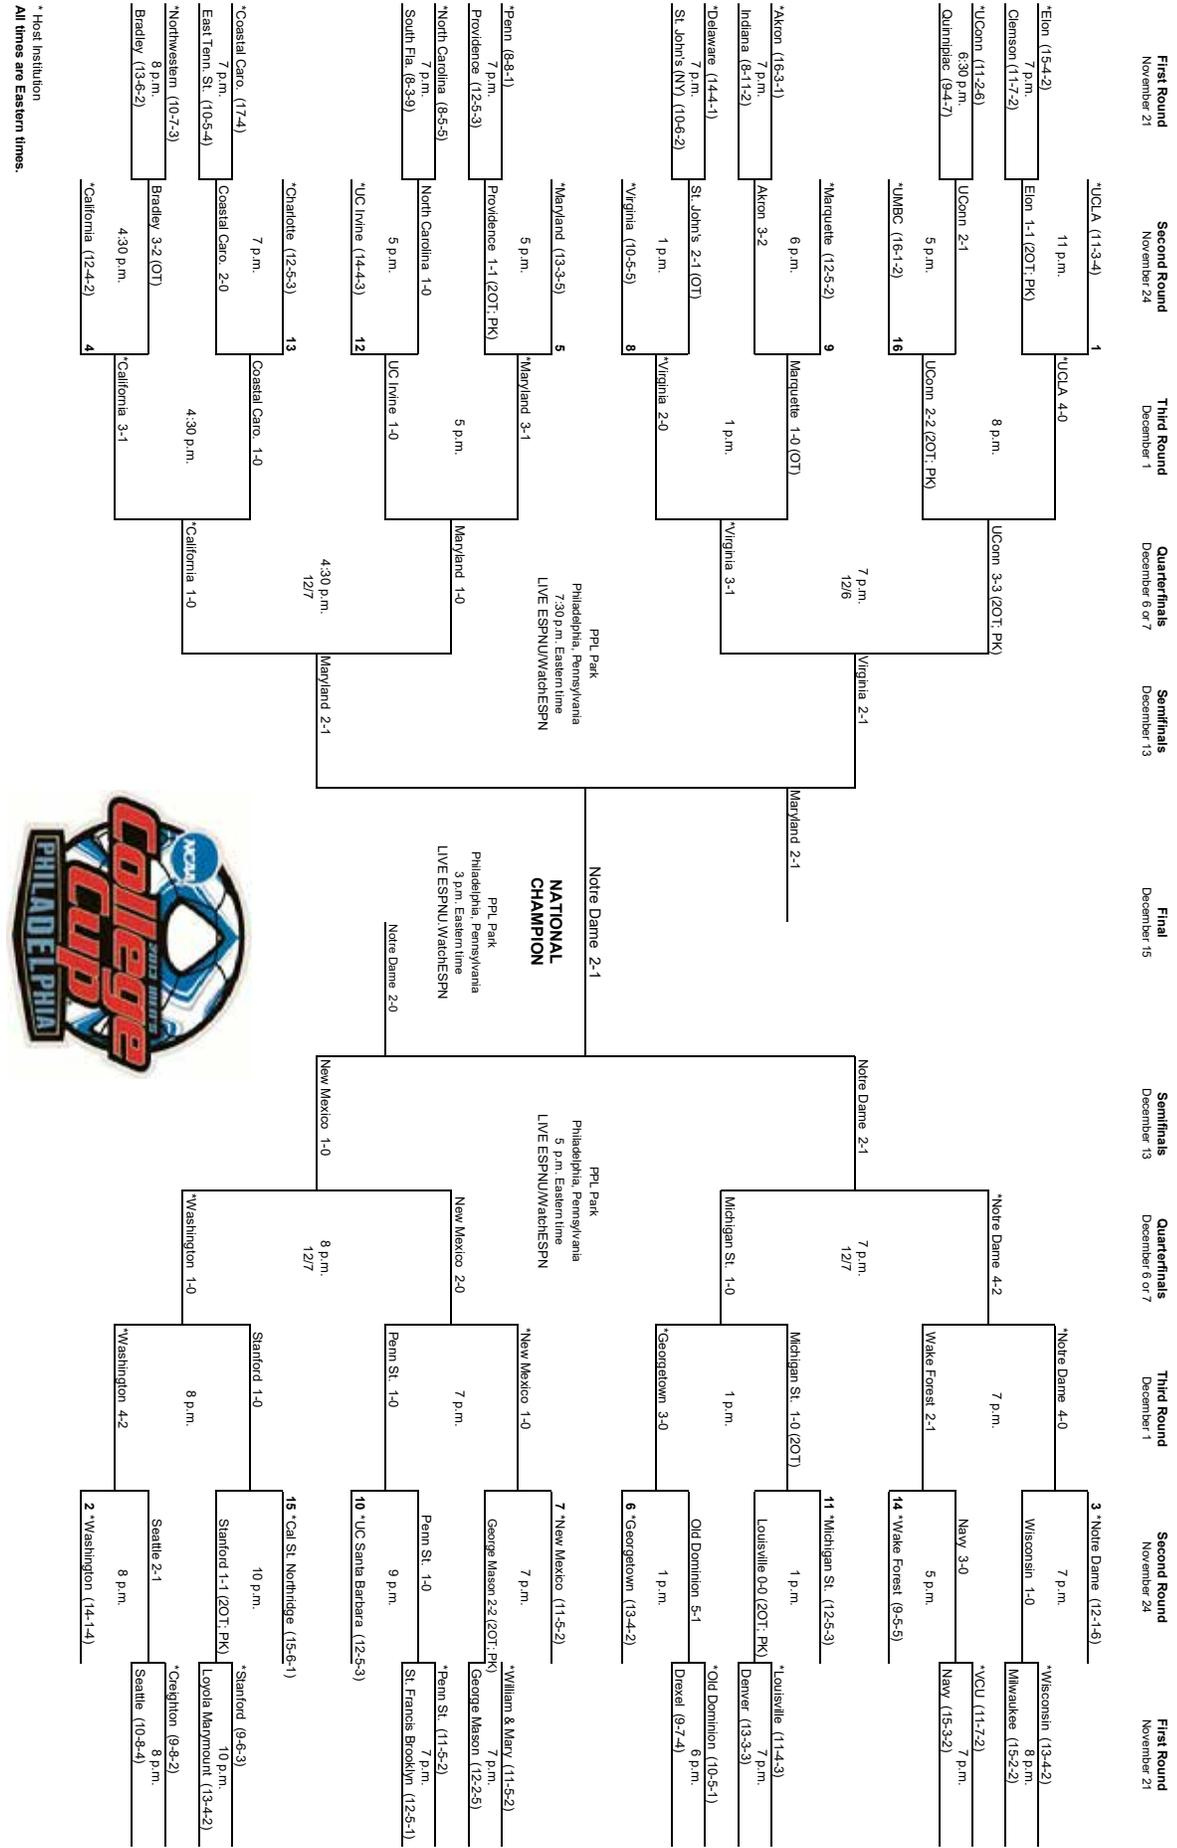 First Round
November 21
Second Round
November 24
Third Round
December 1
Quarterfinals
December 6 or 7
Semifinals
December 13
Final
December 15
Semifinals
December 13
Quarterfinals
December 6 or 7
Third Round
December 1
Second Round
November 24
First Round
November 21
*Elon (15-4-2)
7 p.m.
Clemson (11-7-2)
*UConn (11-2-6)
6:30 p.m.
Quinnipiac (9-4-7)
*Akron (16-3-1)
7 p.m.
Indiana (8-11-2)
*Delaware (14-4-1)
7 p.m.
St. John's (NY) (10-6-2)
*Penn (8-8-1)
7 p.m.
Providence (12-5-3)
*North Carolina (8-5-5)
7 p.m.
South Fla. (8-3-9)
*Coastal Caro. (17-4)
7 p.m.
East Tenn. St. (10-5-4)
*Northwestern (10-7-3)
8 p.m.
Bradley (13-6-2)
*UCLA (11-3-4)
1
11 p.m.
Elon 1-1 (2OT; PK)
UConn 2-1
5 p.m.
*UMBC (16-1-2)
16
*Marquette (12-5-2)
9
6 p.m.
Akron 3-2
St. John's 2-1 (OT)
1 p.m.
*Virginia (10-5-5)
8
*Maryland (13-3-5)
5
5 p.m.
Providence 1-1 (2OT; PK)
North Carolina 1-0
5 p.m.
*UC Irvine (14-4-3)
12
*Charlotte (12-5-3)
13
7 p.m.
Coastal Caro. 2-0
Bradley 3-2 (OT)
4:30 p.m.
*California (12-4-2)
4
*UCLA 4-0
8 p.m.
UConn 2-2 (2OT; PK)
Marquette 1-0 (OT)
1 p.m.
*Virginia 2-0
*Maryland 3-1
5 p.m.
UC Irvine 1-0
Coastal Caro. 1-0
4:30 p.m.
*California 3-1
UConn 3-3 (2OT; PK)
7 p.m.
12/6
*Virginia 3-1
Maryland 1-0
4:30 p.m.
12/7
*California 1-0
Virginia 2-1
PPL Park
Philadelphia, Pennsylvania
7:30 p.m. Eastern time
LIVE ESPNU/WatchESPN
Maryland 2-1
Maryland 2-1
Notre Dame 2-1
NATIONAL
CHAMPION
PPL Park
Philadelphia, Pennsylvania
3 p.m. Eastern time
LIVE ESPNU.WatchESPN
Notre Dame 2-0
Notre Dame 2-1
PPL Park
Philadelphia, Pennsylvania
5 p.m. Eastern time
LIVE ESPNU/WatchESPN
New Mexico 1-0
*Notre Dame 4-2
7 p.m.
12/7
Michigan St. 1-0
New Mexico 2-0
8 p.m.
12/7
*Washington 1-0
*Notre Dame 4-0
7 p.m.
Wake Forest 2-1
Michigan St. 1-0 (2OT)
1 p.m.
*Georgetown 3-0
*New Mexico 1-0
7 p.m.
Penn St. 1-0
Stanford 1-0
8 p.m.
*Washington 4-2
3 *Notre Dame (12-1-6)
7 p.m.
Wisconsin 1-0
Navy 3-0
5 p.m.
14 *Wake Forest (9-5-5)
11 *Michigan St. (12-5-3)
1 p.m.
Louisville 0-0 (2OT; PK)
Old Dominion 5-1
1 p.m.
6 *Georgetown (13-4-2)
7 *New Mexico (11-5-2)
7 p.m.
George Mason 2-2 (2OT; PK)
Penn St. 1-0
9 p.m.
10 *UC Santa Barbara (12-5-3)
15 *Cal St. Northridge (15-6-1)
10 p.m.
Stanford 1-1 (2OT; PK)
Seattle 2-1
8 p.m.
2 *Washington (14-1-4)
*Wisconsin (13-4-2)
8 p.m.
Milwaukee (15-2-2)
*VCU (11-7-2)
7 p.m.
Navy (15-3-2)
*Louisville (11-4-3)
7 p.m.
Denver (13-3-3)
*Old Dominion (10-5-1)
6 p.m.
Drexel (9-7-4)
*William & Mary (11-5-2)
7 p.m.
George Mason (12-2-5)
*Penn St. (11-5-2)
7 p.m.
St. Francis Brooklyn (12-5-1)
*Stanford (9-6-3)
10 p.m.
Loyola Marymount (13-4-2)
*Creighton (9-8-2)
8 p.m.
Seattle (10-8-4)
NCAA
2013 MEN'S
College
Cup
PHILADELPHIA
* Host Institution
All times are Eastern times.